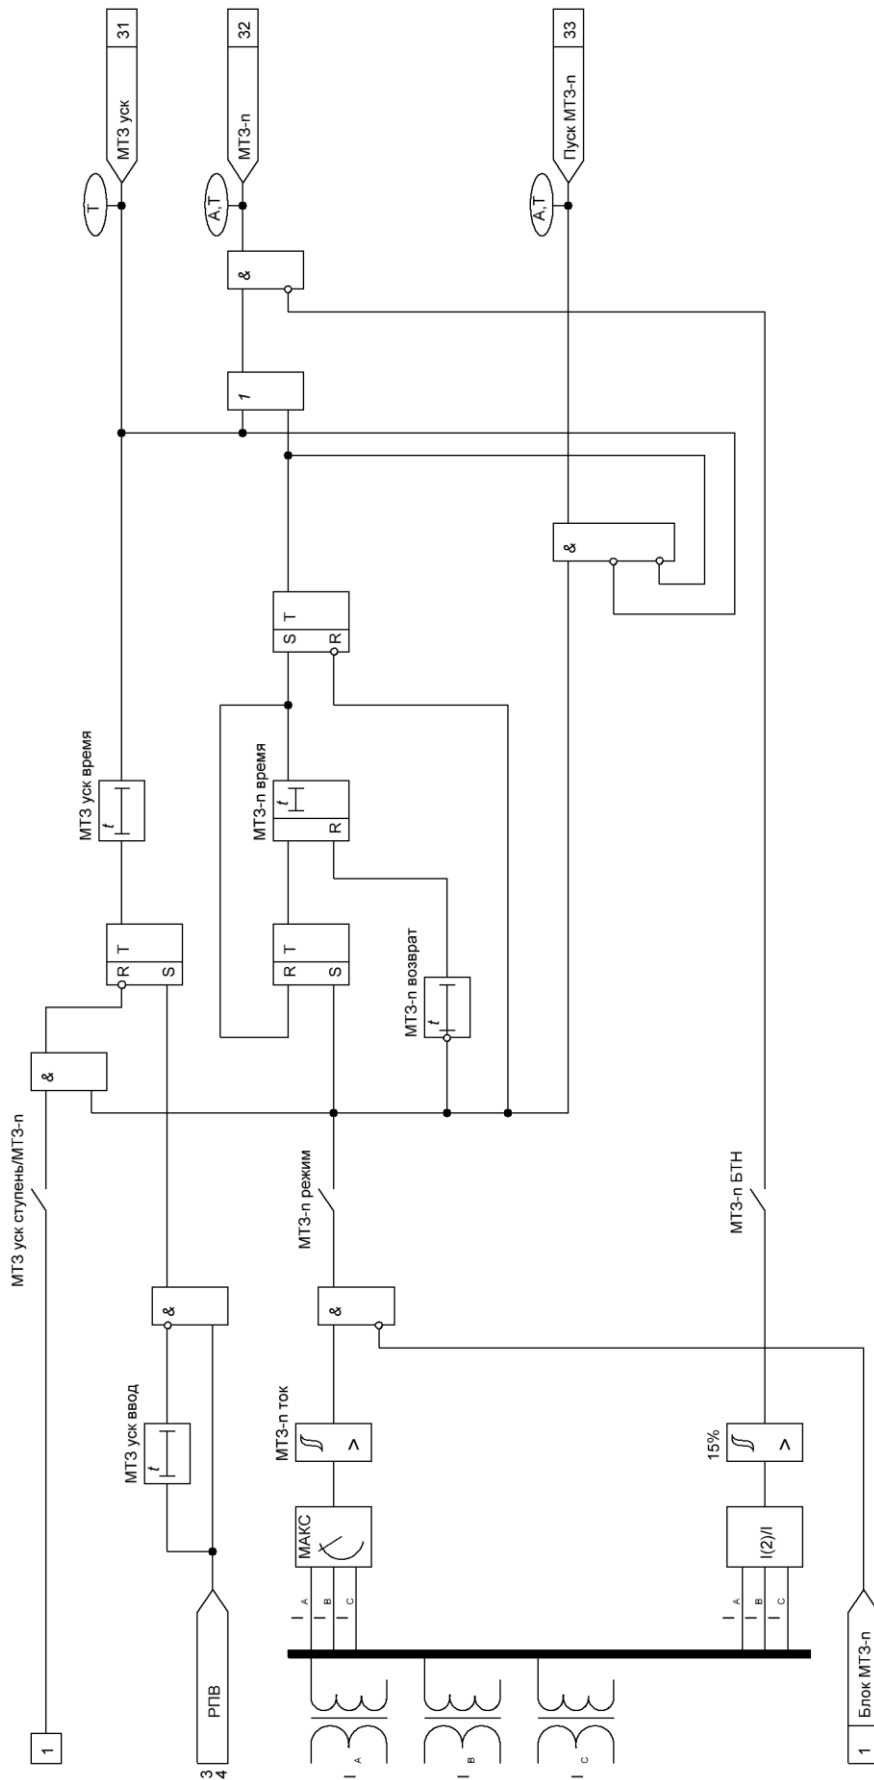 1
МТЗ уск ступень/МТЗ-п
&
МТЗ уск время
t
R T
S
T
МТЗ уск
31
3
4
РПВ
МТЗ уск ввод
t
&
A,T
МТЗ-п
32
I A
I B
I C
I A
I B
I C
МАКС
МТЗ-п ток
>
&
МТЗ-п режим
МТЗ-п возврат
t
R T
S
МТЗ-п время
t
R
S T
R
1
&
&
A,T
Пуск МТЗ-п
33
I A
I B
I C
I(2)/I
15%
>
МТЗ-п БТН
1
Блок МТЗ-п